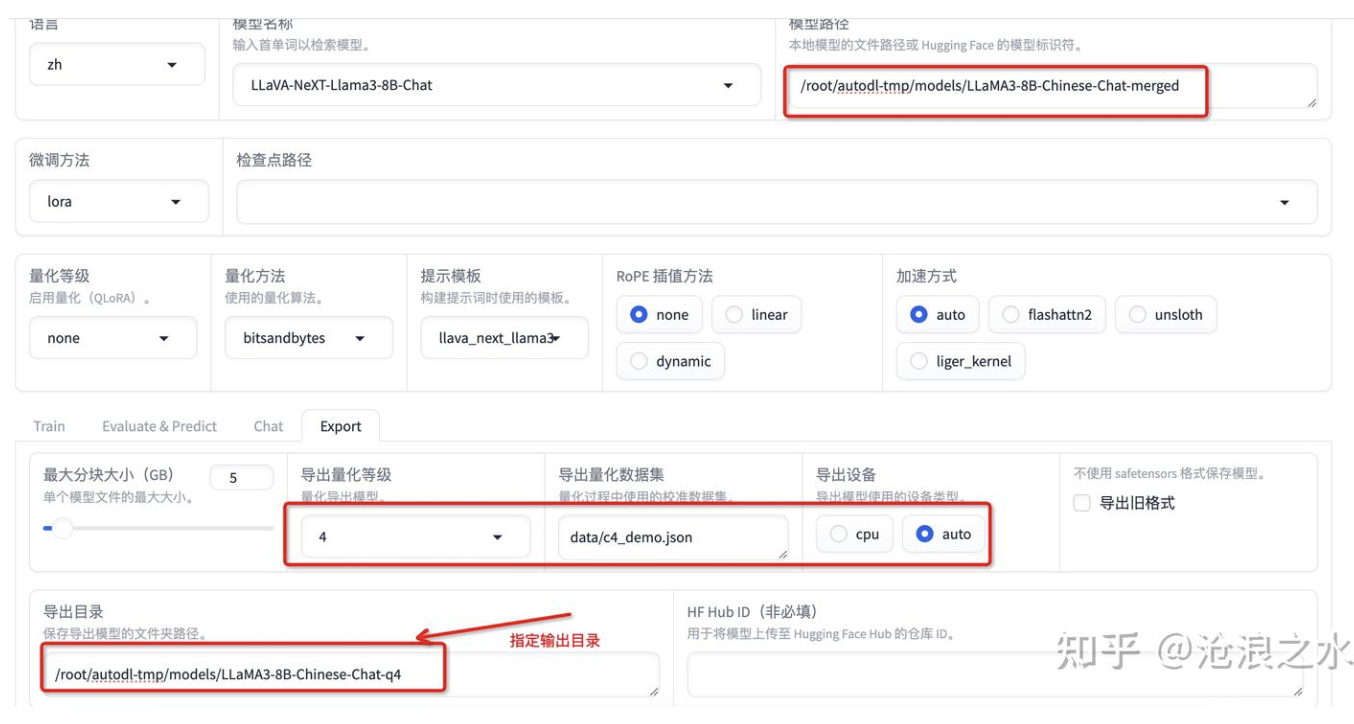 语言
模型名称
模型路径
输入首单词以检索模型。
本地模型的文件路径或 Hugging Face 的模型标识符。
zh
LLaVA-NeXT-Llama3-8B-Chat
/root/autodl-tmp/models/LLaMA3-8B-Chinese-Chat-merged
微调方法
检查点路径
lora
量化等级
启用量化（QLoRA）。
none
量化方法
使用的量化算法。
bitsandbytes
提示模板
构建提示词时使用的模板。
llava_next_llama3
RoPE 插值方法
none
linear
dynamic
加速方式
auto
flashattn2
unsloth
liger_kernel
Train
Evaluate & Predict
Chat
Export
最大分块大小（GB）
5
单个模型文件的最大大小。
导出量化等级
量化导出模型。
4
导出量化数据集
量化过程中使用的校准数据集。
data/c4_demo.json
导出设备
导出模型使用的设备类型。
cpu
auto
不使用 safetensors 格式保存模型。
导出旧格式
导出目录
保存导出模型的文件夹路径。
指定输出目录
/root/autodl-tmp/models/LLaMA3-8B-Chinese-Chat-q4
HF Hub ID（非必填）
用于将模型上传至 Hugging Face Hub 的仓库 ID。
知乎 @沧浪之水